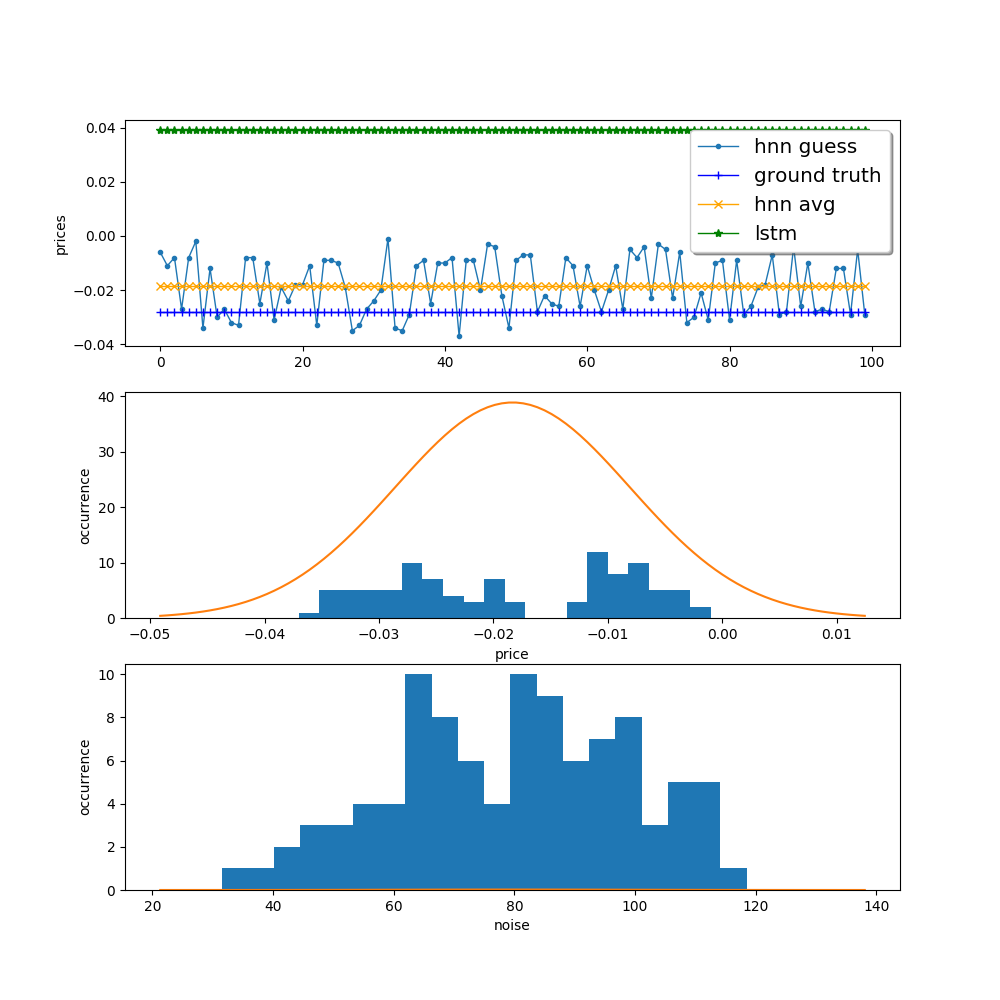 0.04
0.02
0.00
−0.02
−0.04
prices
hnn guess
ground truth
hnn avg
lstm
0 20 40 60 80 100
40
30
20
10
0
occurrence
−0.05 −0.04 −0.03 −0.02 −0.01 0.00 0.01
price
10
8
6
4
2
0
occurrence
20 40 60 80 100 120 140
noise